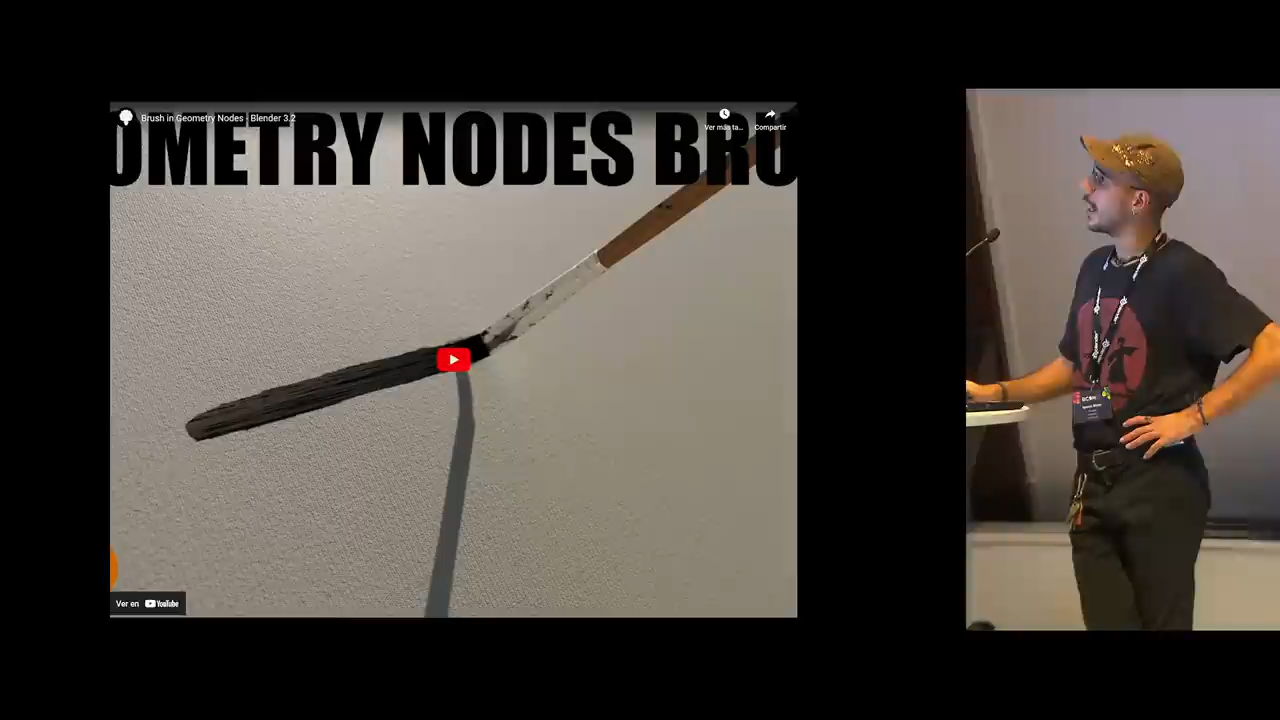 Brush in Geometry Nodes - Blender 3.2
Ver más ta...
Compartir
OMETRY NODES BRU
Ver en YouTube